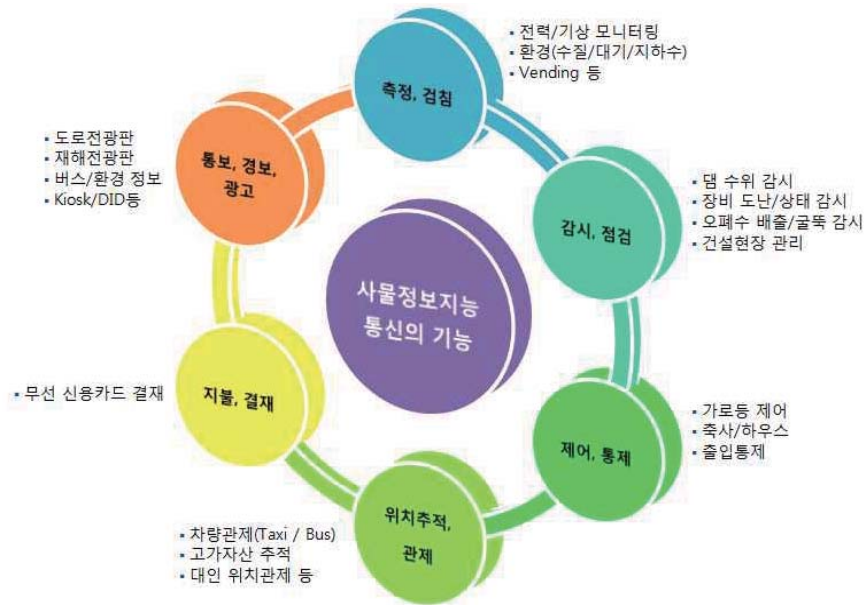 측정, 검침
▪ 전력/기상 모니터링
▪ 환경(수질/대기/지하수)
▪ Vending 등
통보, 경보,
광고
▪ 도로전광판
▪ 재해전광판
▪ 버스/환경 정보
▪ Kiosk/DID등
감시, 점검
▪ 댐 수위 감시
▪ 장비 도난/상태 감시
▪ 오폐수 배출/굴뚝 감시
▪ 건설현장 관리
사물정보지능
통신의 기능
지불, 결재
▪ 무선 신용카드 결재
제어, 통제
▪ 가로등 제어
▪ 축사/하우스
▪ 출입통제
위치추적,
관제
▪ 차량관제(Taxi / Bus)
▪ 고가자산 추적
▪ 대인 위치관제 등